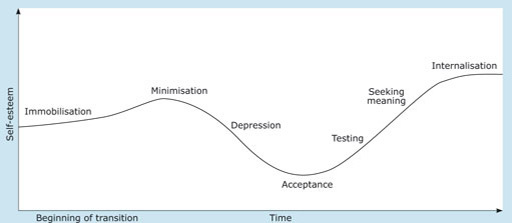 Self-esteem
Immobilisation
Minimisation
Depression
Acceptance
Testing
Seeking
meaning
Internalisation
Beginning of transition
Time